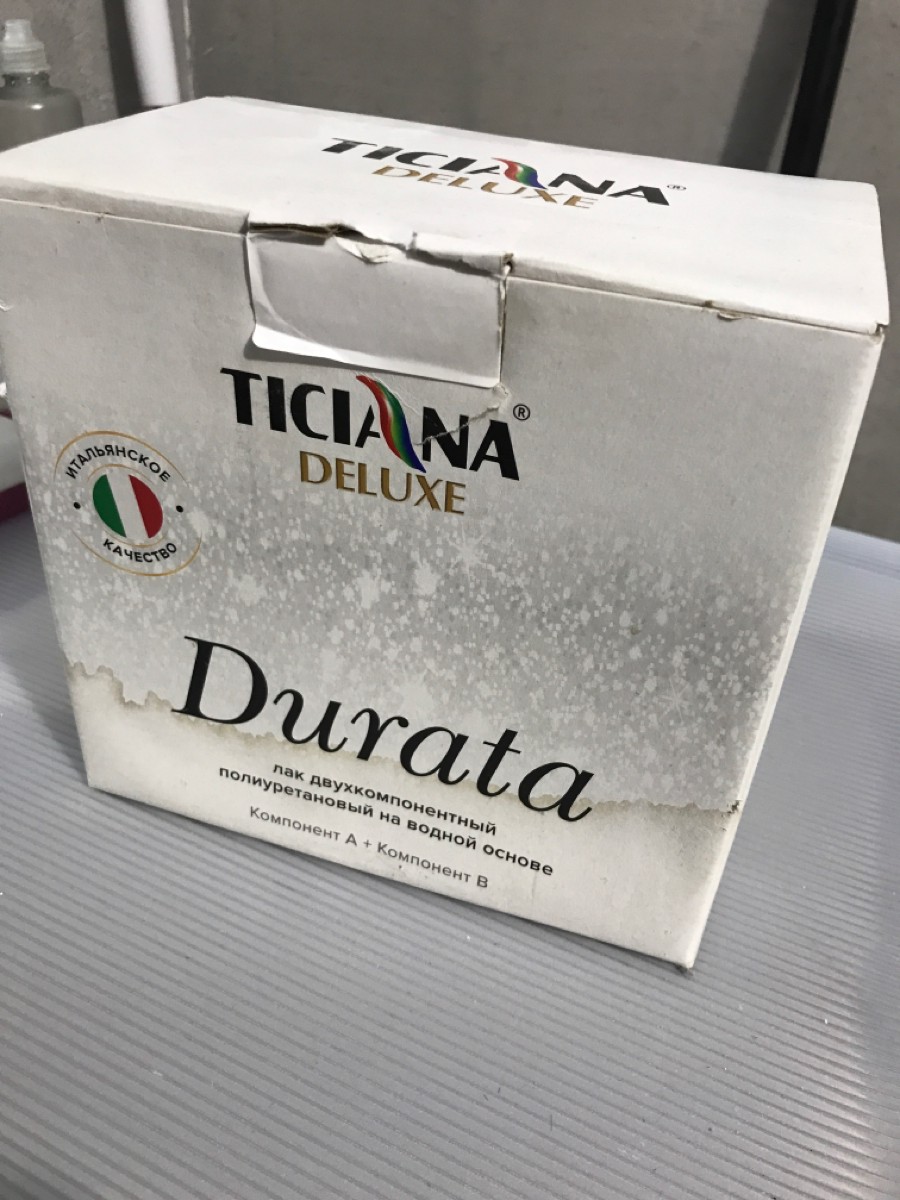 TICIANA®
DELUXE
TICIANA®
DELUXE
ИТАЛЬЯНСКОЕ
КАЧЕСТВО
Durata
лак двухкомпонентный
полиуретановый на водной основе
Компонент А + Компонент В